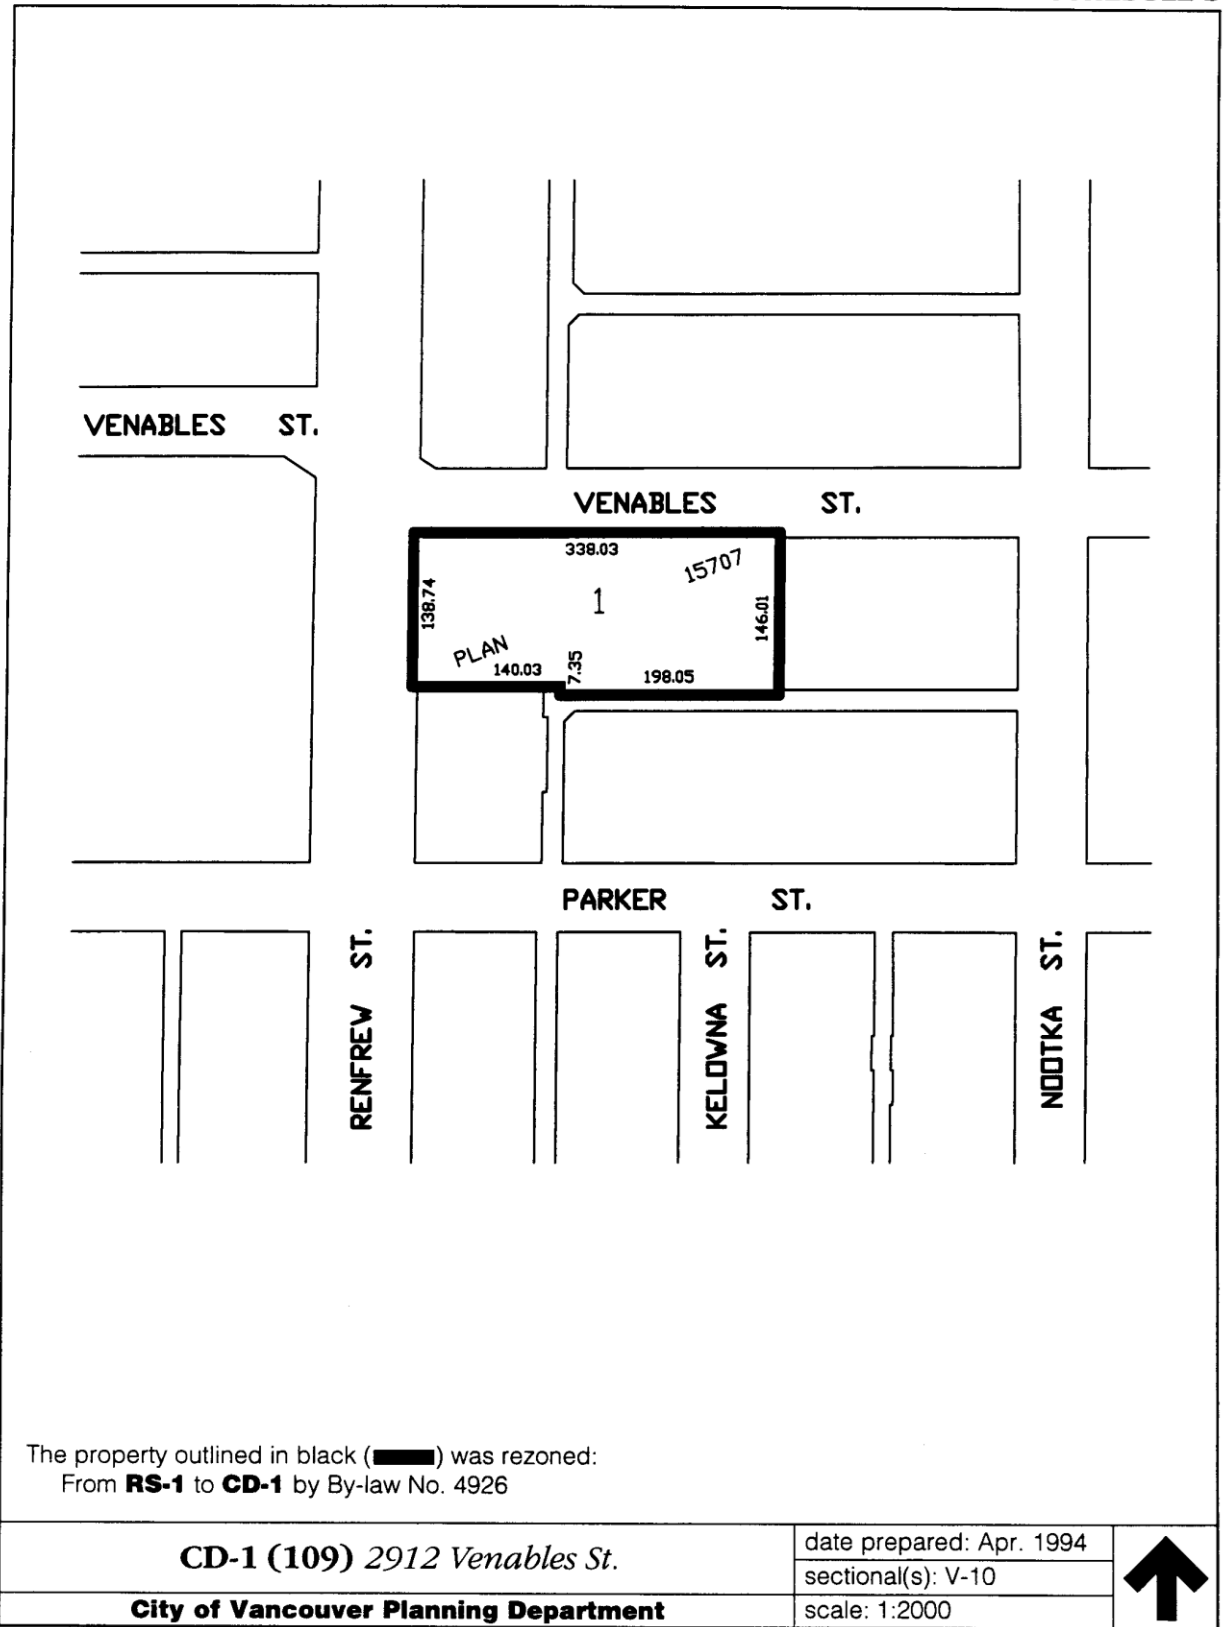 VENABLES ST.
VENABLES ST.
338.03
15707
138.74
1
146.01
PLAN
140.03
7.35
198.05
PARKER ST.
RENFREW ST.
KELOWNA ST.
NOOTKA ST.
The property outlined in black ( ) was rezoned:
From RS-1 to CD-1 by By-law No. 4926
CD-1 (109) 2912 Venables St.
date prepared: Apr. 1994
sectional(s): V-10
City of Vancouver Planning Department
scale: 1:2000